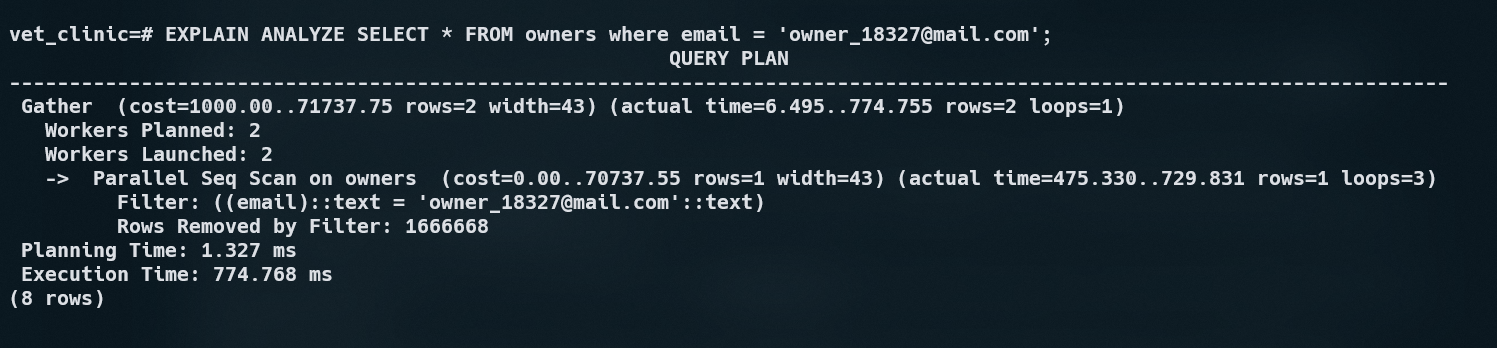 vet_clinic=# EXPLAIN ANALYZE SELECT * FROM owners where email = 'owner_18327@mail.com';
QUERY PLAN
------------------------------------------------------------------------------------------------------------------------
Gather  (cost=1000.00..71737.75 rows=2 width=43) (actual time=6.495..774.755 rows=2 loops=1)
Workers Planned: 2
Workers Launched: 2
->  Parallel Seq Scan on owners  (cost=0.00..70737.55 rows=1 width=43) (actual time=475.330..729.831 rows=1 loops=3)
Filter: ((email)::text = 'owner_18327@mail.com'::text)
Rows Removed by Filter: 1666668
Planning Time: 1.327 ms
Execution Time: 774.768 ms
(8 rows)